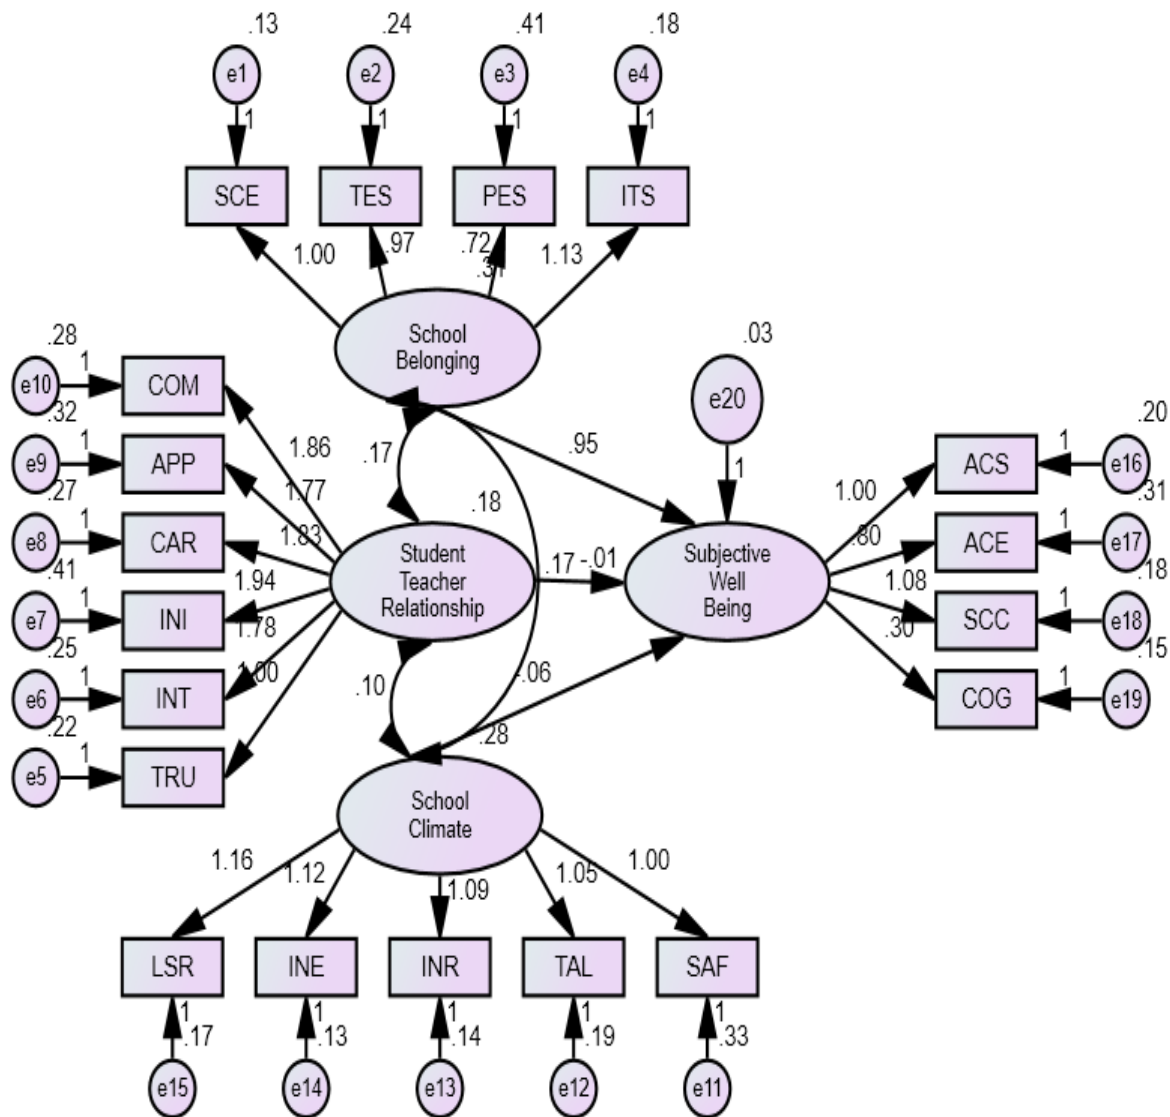 .13 .24 .41 .18
e1 e2 e3 e4
1 1 1 1
SCE TES PES ITS
1.00 .97 .72 1.13
.31
School
Belonging
.28
e10 1 COM
.32
e9 1 APP
.27
e8 1 CAR
.41
e7 1 INI
.25
e6 1 INT
.22
e5 1 TRU
1.86
1.77
1.83
1.94
1.78
1.00
.17
.18
.10
Student
Teacher
Relationship
.17
-.01
.95
-.06
.28
.03
e20
1
Subjective
Well
Being
1.00
.80
1.08
.30
.20
ACS 1 e16
.31
ACE 1 e17
.18
SCC 1 e18
.15
COG 1 e19
School
Climate
1.16 1.12 1.09 1.05 1.00
LSR INE INR TAL SAF
1 1 1 1 1
.17 .13 .14 .19 .33
e15 e14 e13 e12 e11